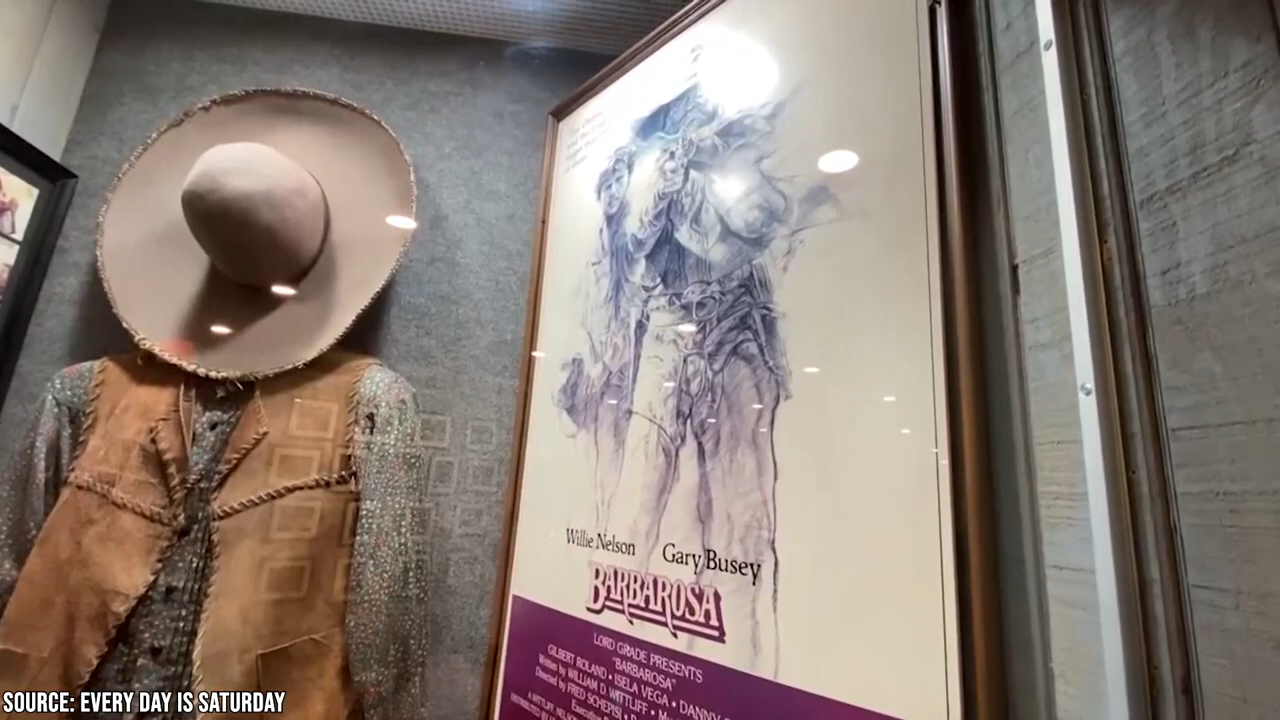 Willie Nelson Gary Busey
BARBAROSA
LORD GRADE PRESENTS
"BARBAROSA"
GILBERT ROLAND • ISELA VEGA • DANNY
Written by WILLIAM D. WITTLIFF •
Directed by FRED SCHEPISI •
SOURCE: EVERY DAY IS SATURDAY